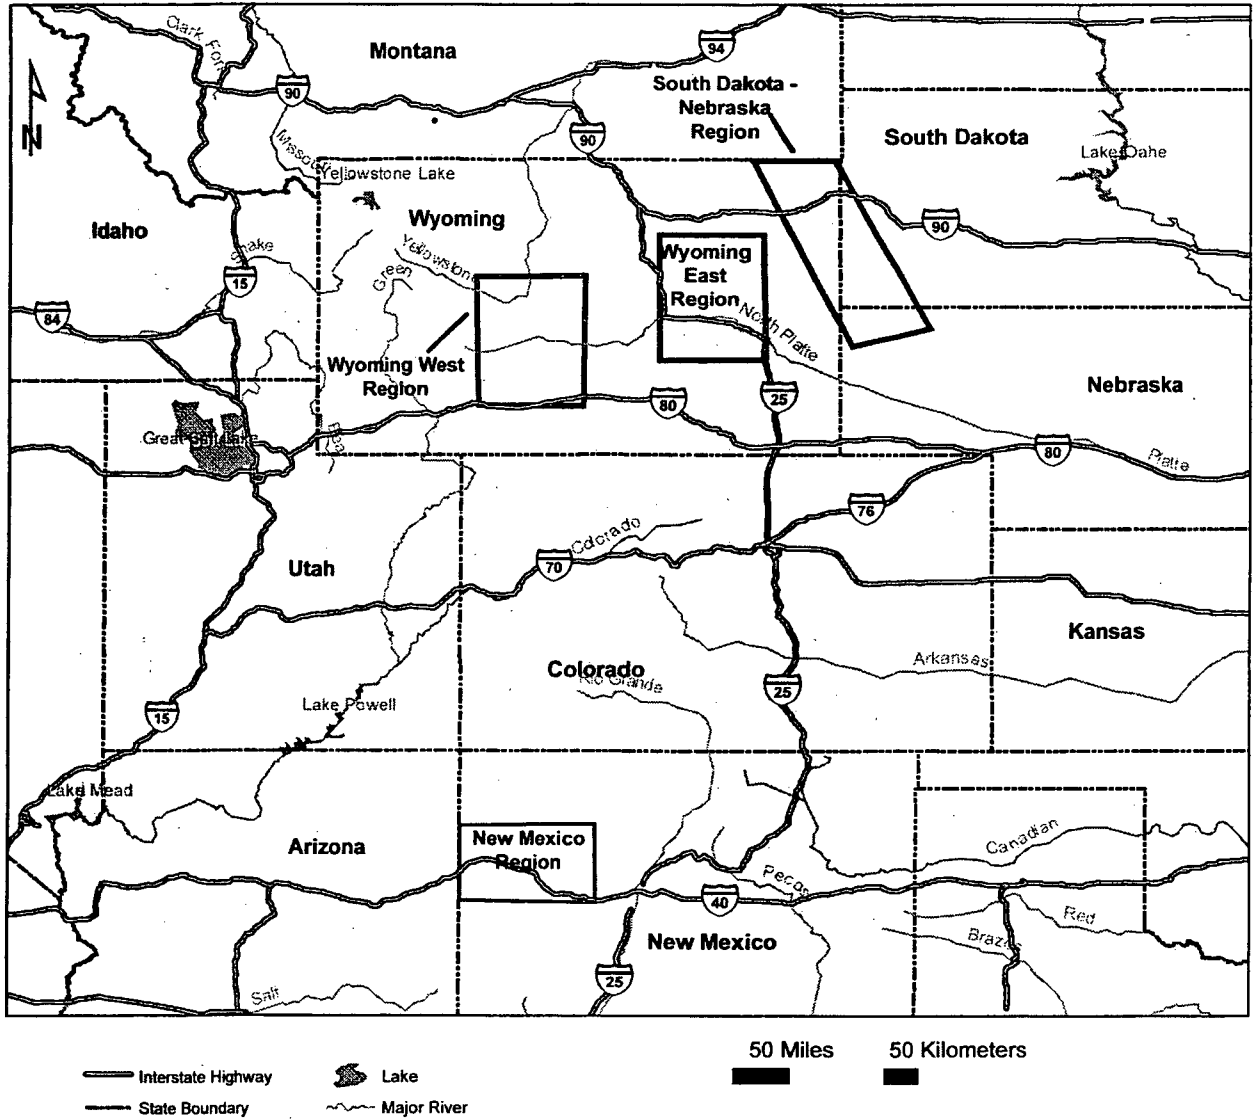 Clark Fork
Montana
94
90
South Dakota -
Nebraska
Region
90
South Dakota
Missouri
Lake Oahe
Yellowstone Lake
Wyoming
Idaho
90
Snake
Yellowstone
Wyoming
East
Region
Green
15
84
North Platte
Wyoming West
Region
Nebraska
80
25
Great Salt Lake
Bear
80
Platte
76
Colorado
70
Utah
Kansas
Arkansas
Colorado
Rio Grande
25
Lake Powell
15
Lake Mead
New Mexico
Region
Arizona
Canadian
Pecos
40
Red
New Mexico
Brazos
25
Salt
N
50 Miles
50 Kilometers
Interstate Highway
Lake
State Boundary
Major River